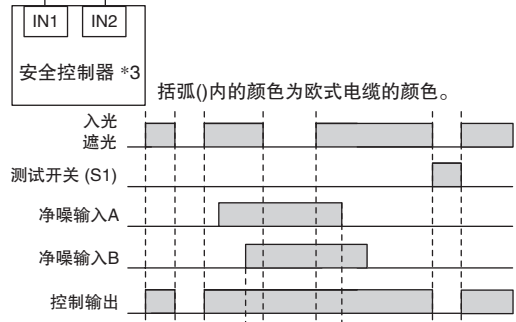 IN1 IN2
安全控制器 *3
括弧()内的颜色为欧式电缆的颜色。
入光
遮光
测试开关 (S1)
净噪输入A
净噪输入B
控制输出